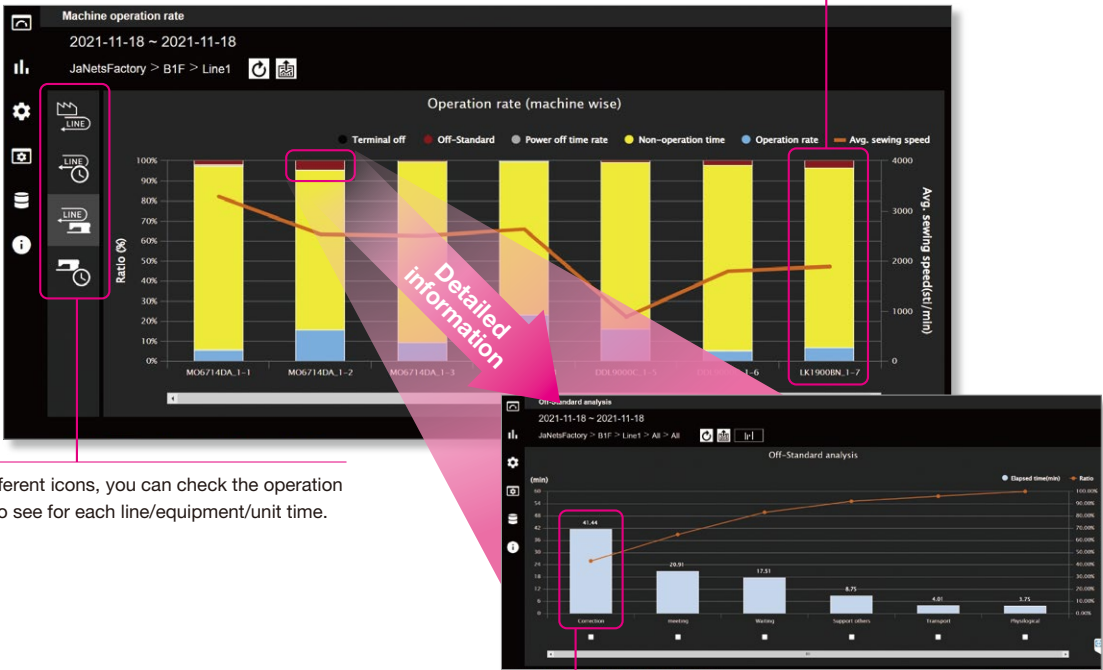 Machine operation rate
2021-11-18 ~ 2021-11-18
JaNetsFactory > B1F > Line1
LINE
LINE
LINE
Operation rate (machine wise)
Terminal off Off-Standard Power off time rate Non-operation time Operation rate Avg. sewing speed
100%
90%
80%
70%
60%
50%
40%
30%
20%
10%
0%
Ratio (%)
4000
3000
2000
1000
0
Avg. sewing speed(sti/min)
MO6714DA_1-1 MO6714DA_1-2 MO6714DA_1-3 DDL9000C_1-5 1-6 LK1900BN_1-7
Detailed
information
ferent icons, you can check the operation
o see for each line/equipment/unit time.
Off-Standard analysis
2021-11-18 ~ 2021-11-18
JaNetsFactory > B1F > Line1 > All > All
Off-Standard analysis
(min)
Elapsed time(min) Ratio
60
54
48
42
36
30
24
18
12
6
0
100.00%
90.00%
80.00%
70.00%
60.00%
50.00%
40.00%
30.00%
20.00%
10.00%
0.00%
41.44
20.91
17.51
8.75
4.01
3.75
Correction meeting Waiting Support others Transport Physilogical